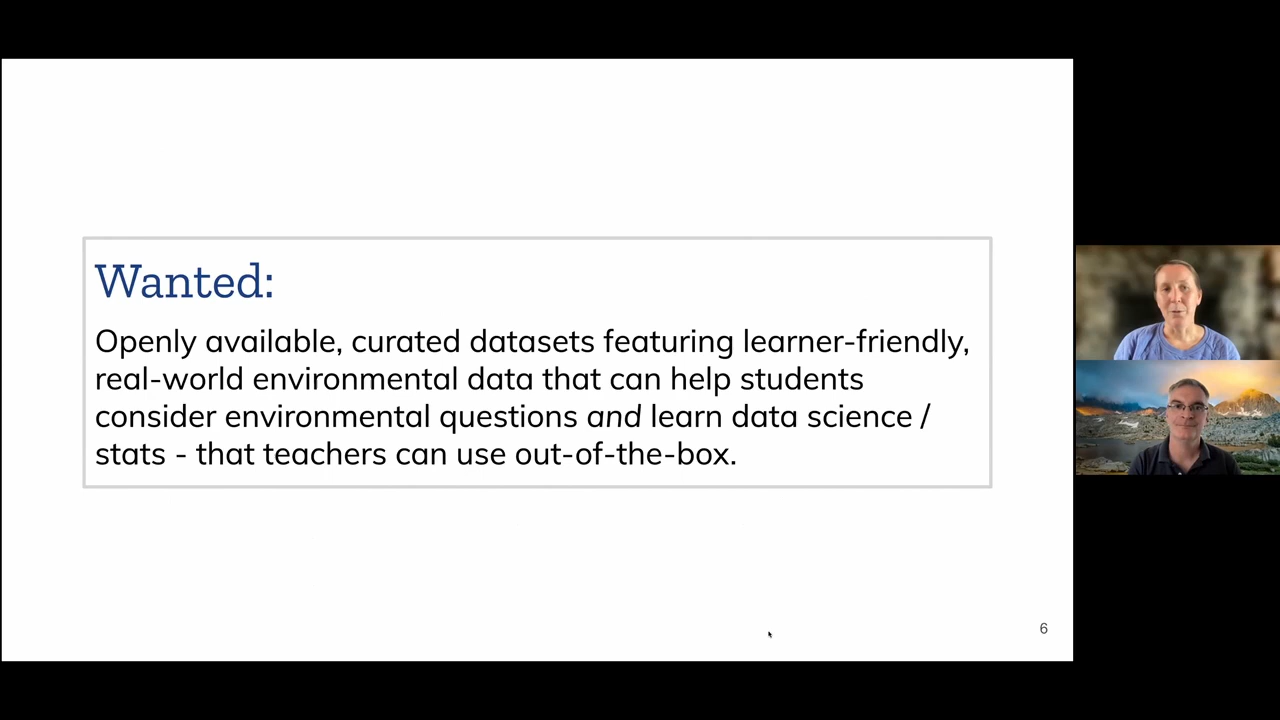 Wanted:
Openly available, curated datasets featuring learner-friendly,
real-world environmental data that can help students
consider environmental questions and learn data science /
stats - that teachers can use out-of-the-box.
6